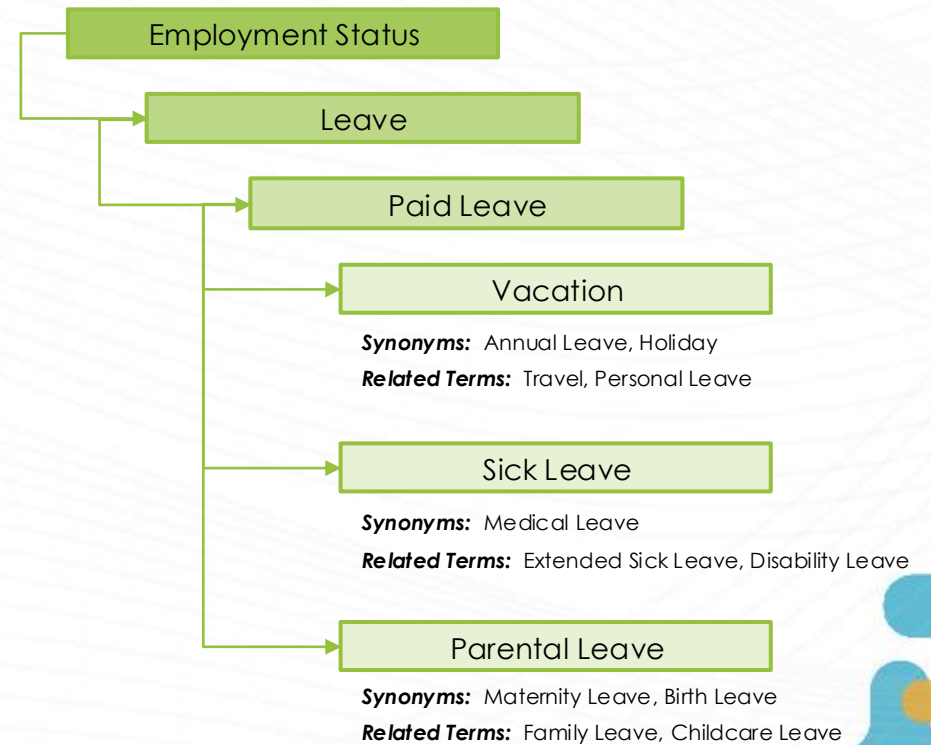 Employment Status
Leave
Paid Leave
Vacation
Synonyms: Annual Leave, Holiday
Related Terms: Travel, Personal Leave
Sick Leave
Synonyms: Medical Leave
Related Terms: Extended Sick Leave, Disability Leave
Parental Leave
Synonyms: Maternity Leave, Birth Leave
Related Terms: Family Leave, Childcare Leave